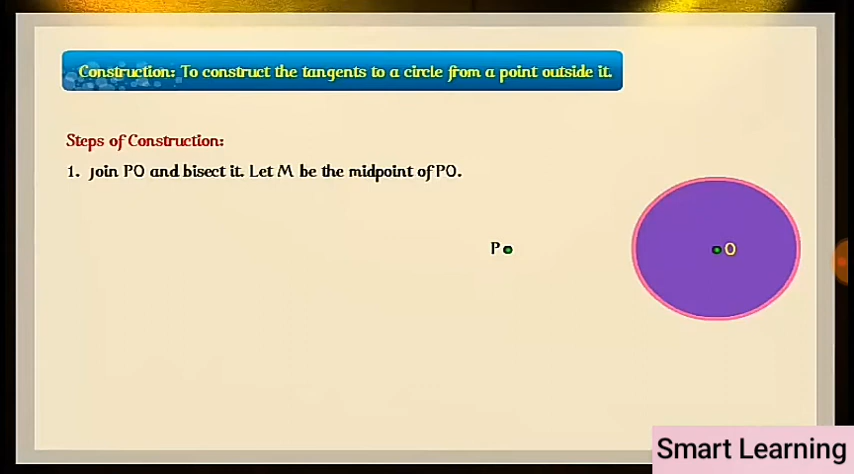 Construction: To construct the tangents to a circle from a point outside it.
Steps of Construction:
1. Join PO and bisect it. Let M be the midpoint of PO.
P
O
Smart Learning